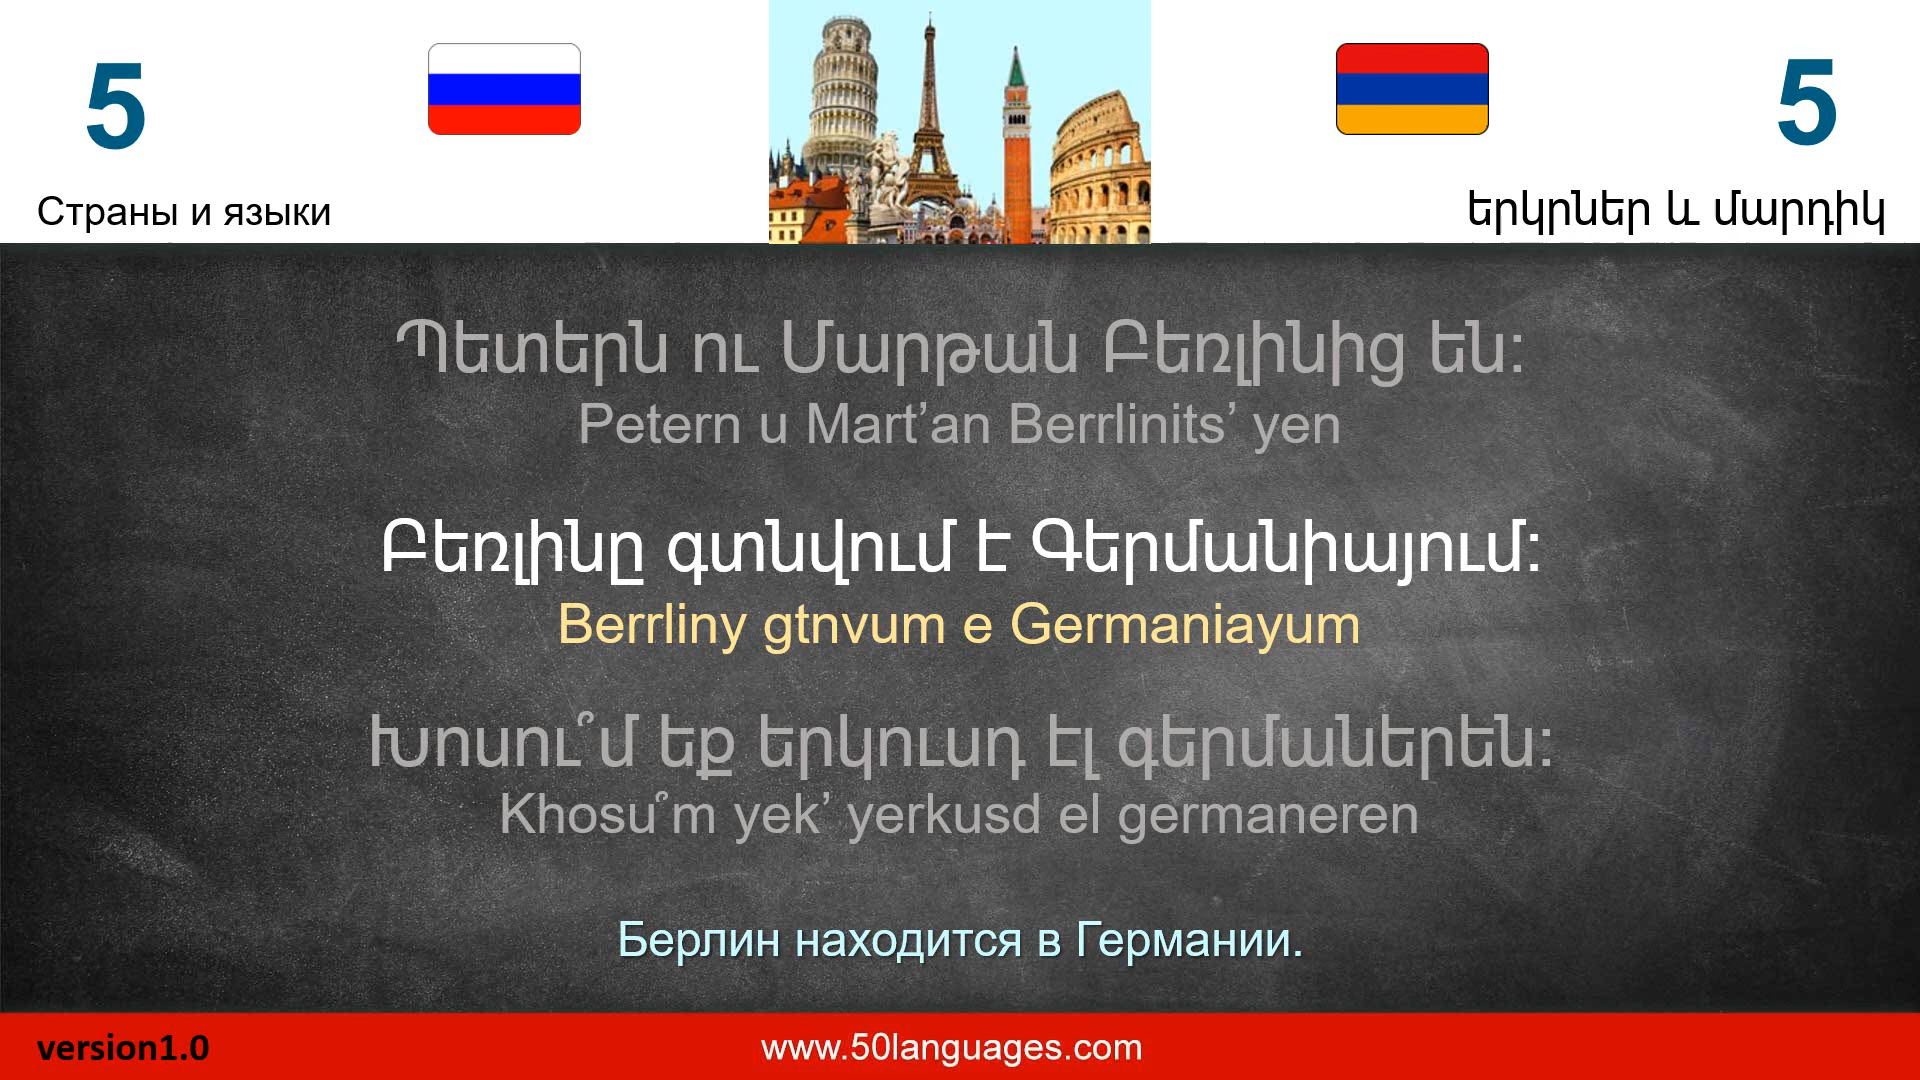 5
5
Страны и языки
երկրներ և մարդիկ
Պետերն ու Մարթան Բեռլինից են:
Petern u Mart’an Berrlinits’ yen
Բեռլինը գտնվում է Գերմանիայում:
Berrliny gtnvum e Germaniayum
Խոսու՞մ եք երկուսդ էլ գերմաներեն:
Khosu՞m yek’ yerkusd el germaneren
Берлин находится в Германии.
version1.0
www.50languages.com